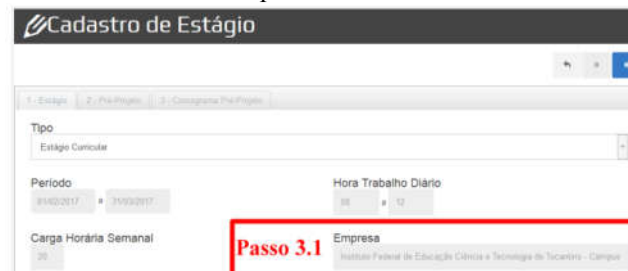 Cadastro de Estágio
1 - Estágio 2 - Pré-Projeto 3 - Cronograma Pré-Projeto
Tipo
Estágio Curricular
Período Hora Trabalho Diário
01/02/2017 a 31/03/2017 08 a 12
Carga Horária Semanal Passo 3.1 Empresa
20 Instituto Federal de Educação Ciência e Tecnologia do Tocantins - Câmpus